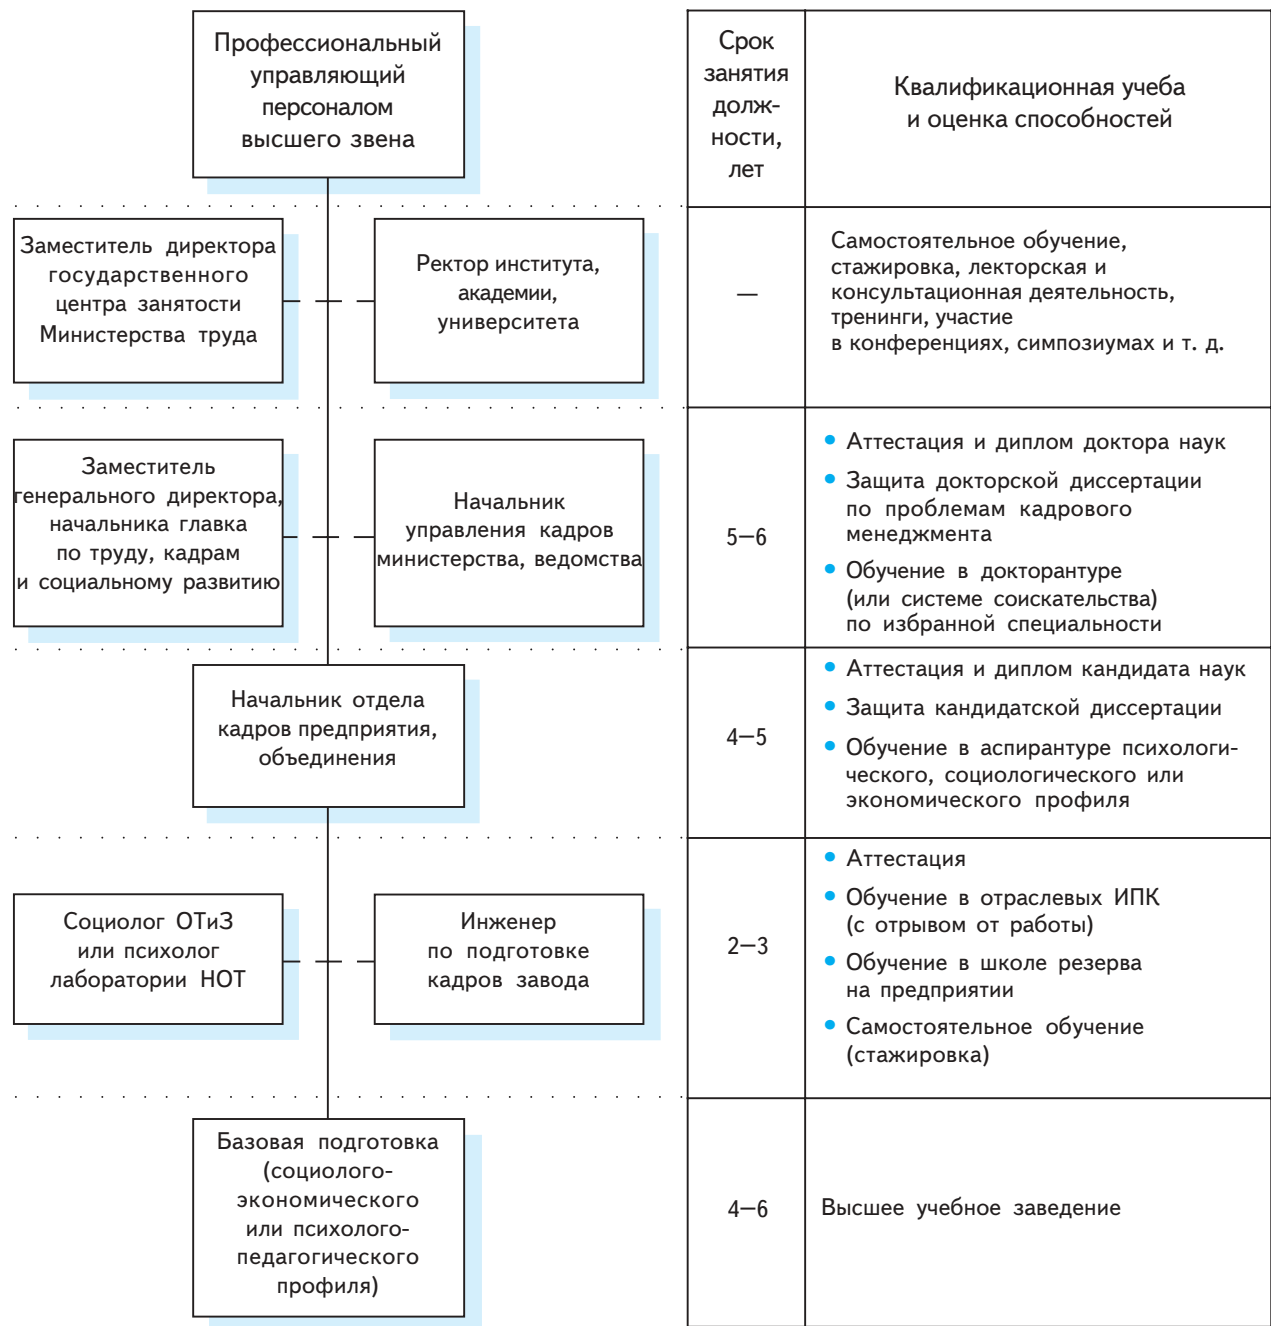 Профессиональный
управляющий
персоналом
высшего звена
Срок
занятия
долж-
ности,
лет
Квалификационная учеба
и оценка способностей
Заместитель директора
государственного
центра занятости
Министерства труда
Ректор института,
академии,
университета
—
Самостоятельное обучение,
стажировка, лекторская и
консультационная деятельность,
тренинги, участие
в конференциях, симпозиумах и т. д.
Заместитель
генерального директора,
начальника главка
по труду, кадрам
и социальному развитию
Начальник
управления кадров
министерства, ведомства
5—6
• Аттестация и диплом доктора наук
• Защита докторской диссертации
по проблемам кадрового
менеджмента
• Обучение в докторантуре
(или системе соискательства)
по избранной специальности
Начальник отдела
кадров предприятия,
объединения
4—5
• Аттестация и диплом кандидата наук
• Защита кандидатской диссертации
• Обучение в аспирантуре психологи-
ческого, социологического или
экономического профиля
Социолог ОТиЗ
или психолог
лаборатории НОТ
Инженер
по подготовке
кадров завода
2—3
• Аттестация
• Обучение в отраслевых ИПК
(с отрывом от работы)
• Обучение в школе резерва
на предприятии
• Самостоятельное обучение
(стажировка)
Базовая подготовка
(социолого-
экономического
или психолого-
педагогического
профиля)
4—6
Высшее учебное заведение